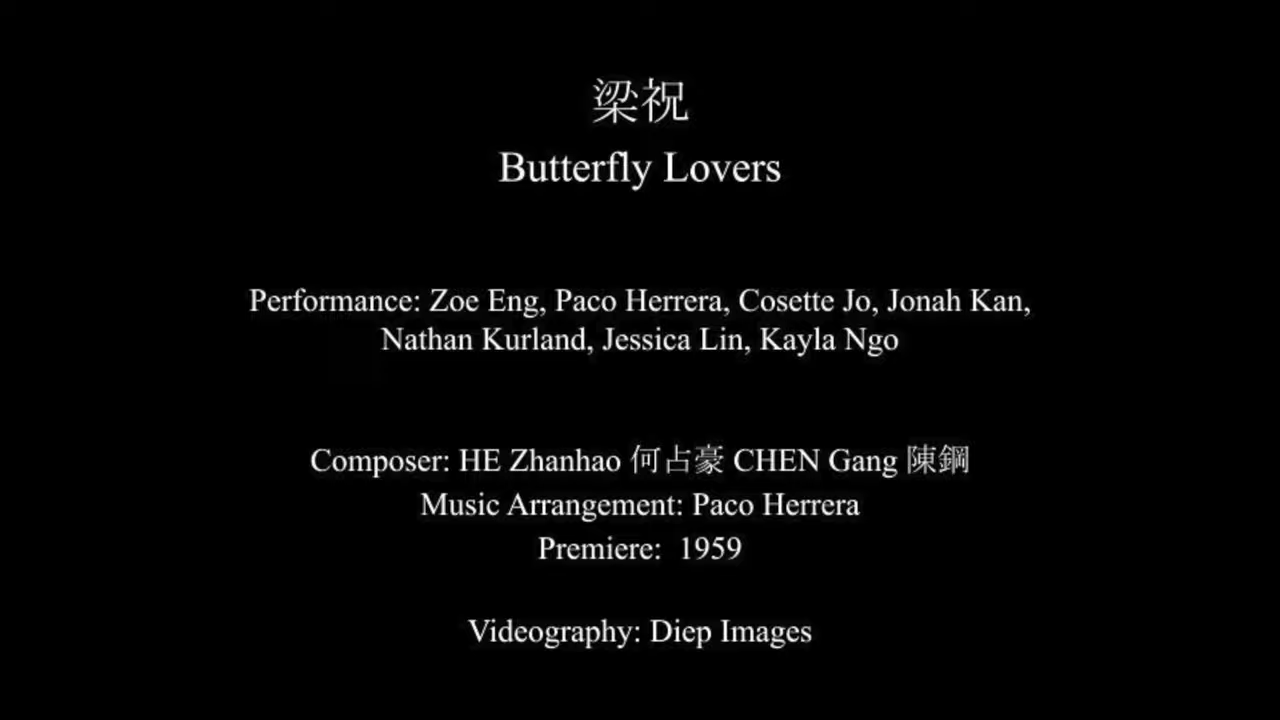 梁祝
Butterfly Lovers
Performance: Zoe Eng, Paco Herrera, Cosette Jo, Jonah Kan,
Nathan Kurland, Jessica Lin, Kayla Ngo
Composer: HE Zhanhao 何占豪 CHEN Gang 陳鋼
Music Arrangement: Paco Herrera
Premiere:  1959
Videography: Diep Images